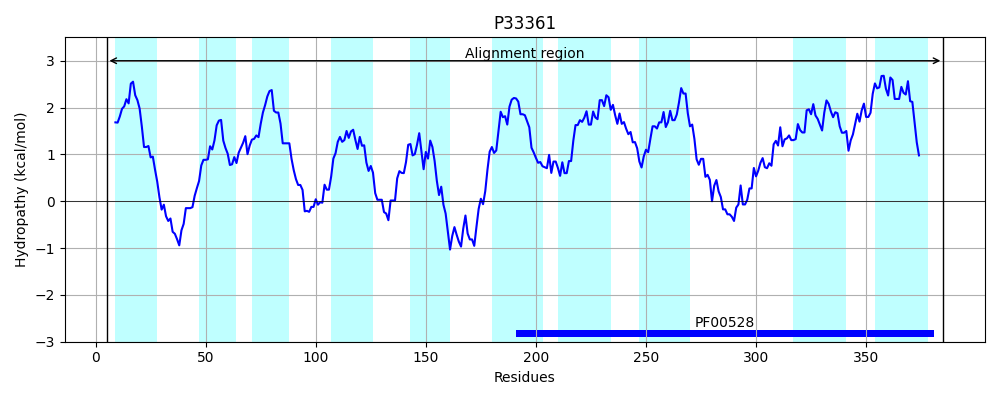 P33361
Alignment region
Hydropathy (kcal/mol)
3
2
1
0
−1
−2
−3
PF00528
0 50 100 150 200 250 300 350
Residues